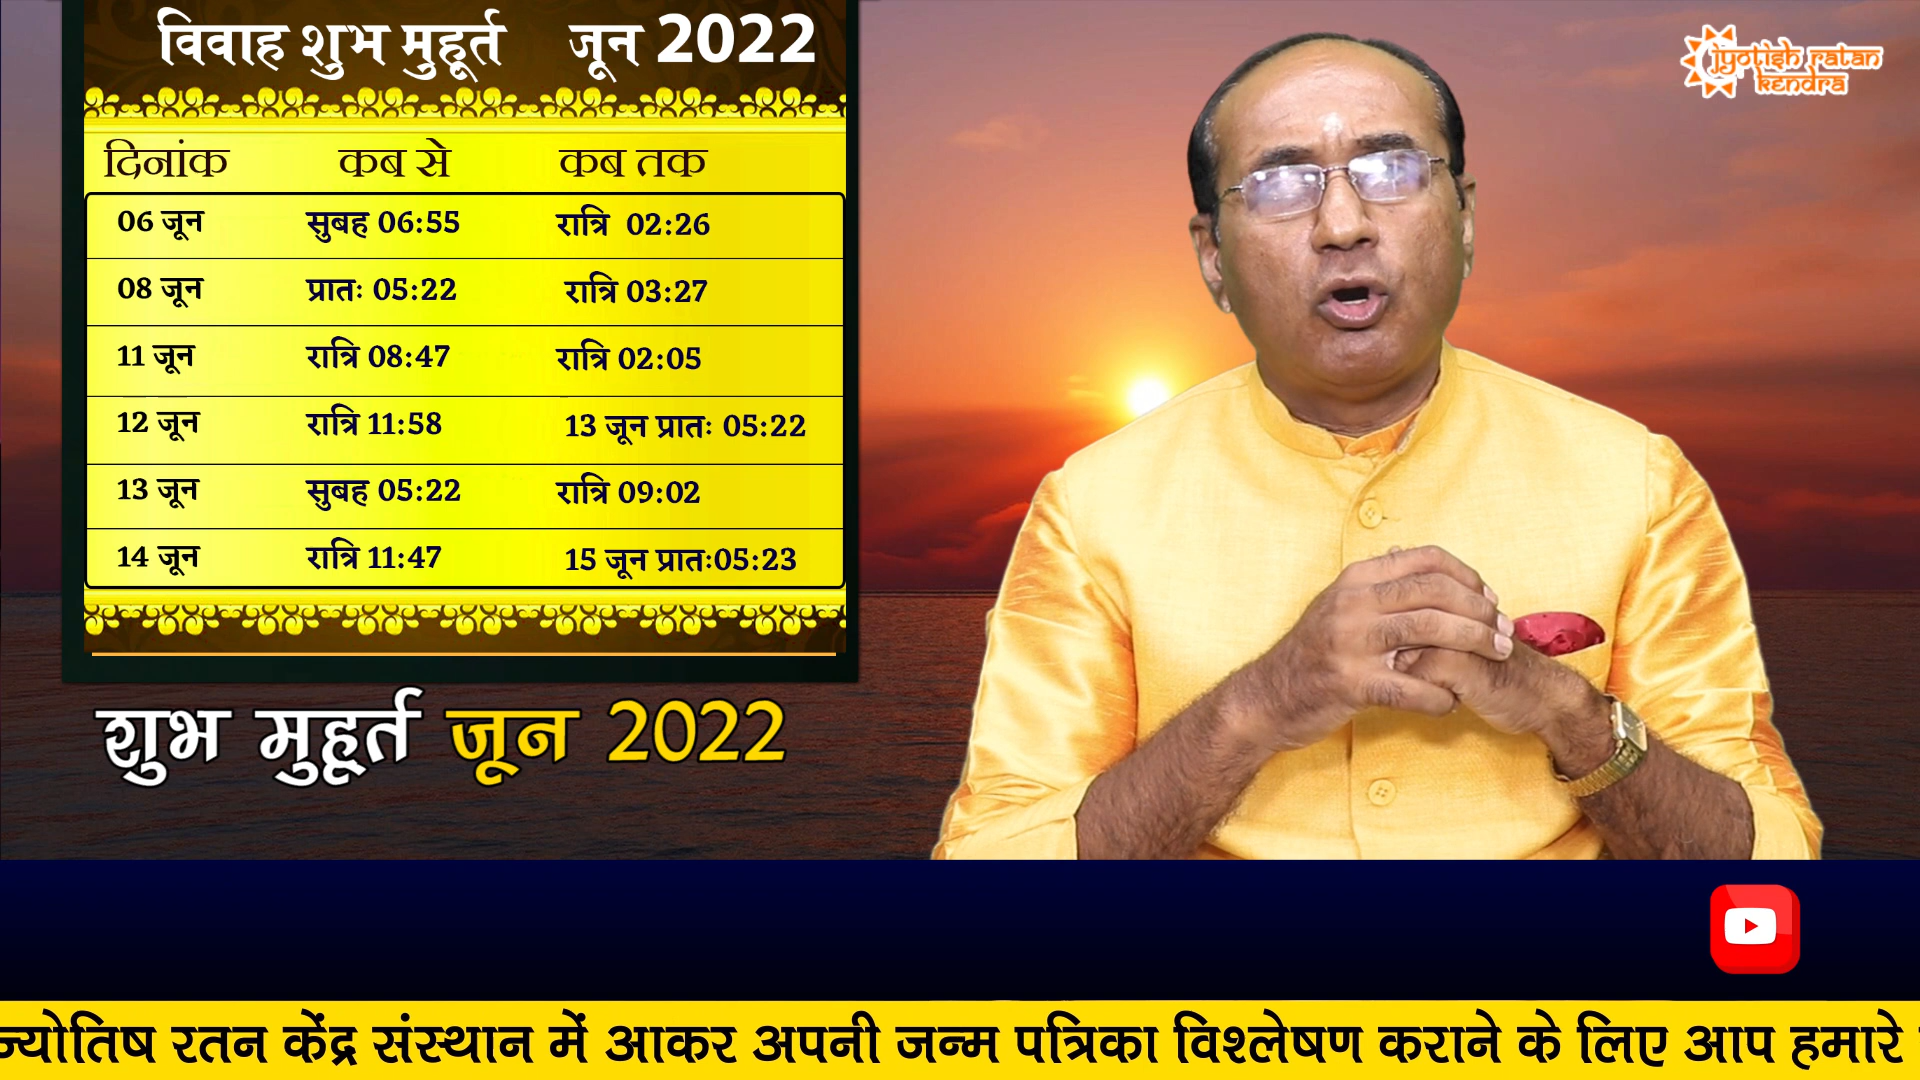 विवाह शुभ मुहूर्त जून 2022
Jyotish Ratan
Kendra
दिनांक कब से कब तक
06 जून सुबह 06:55 रात्रि 02:26
08 जून प्रातः 05:22 रात्रि 03:27
11 जून रात्रि 08:47 रात्रि 02:05
12 जून रात्रि 11:58 13 जून प्रातः 05:22
13 जून सुबह 05:22 रात्रि 09:02
14 जून रात्रि 11:47 15 जून प्रातः:05:23
शुभ मुहूर्त जून 2022
ज्योतिष रतन केंद्र संस्थान में आकर अपनी जन्म पत्रिका विश्लेषण कराने के लिए आप हमारे